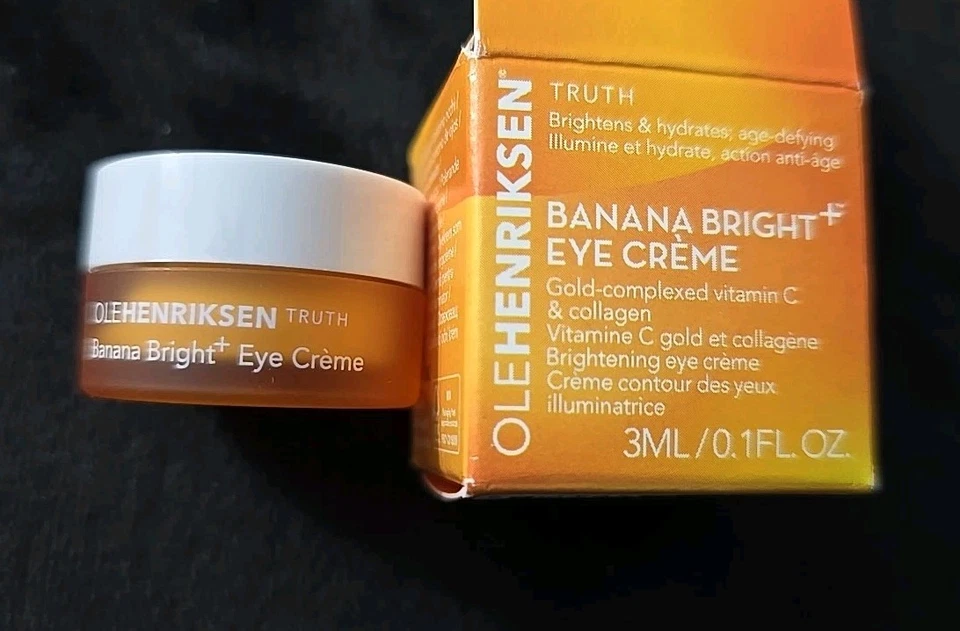 OLEHENRIKSEN TRUTH
Banana Bright+ Eye Crème
OLEHENRIKSEN®
TRUTH
Brightens & hydrates; age-defying
Illumine et hydrate, action anti-âge
BANANA BRIGHT+
EYE CRÈME
Gold-complexed vitamin C
& collagen
Vitamine C gold et collagène
Brightening eye crème
Crème contour des yeux
illuminatrice
3ML/0.1FL.OZ.